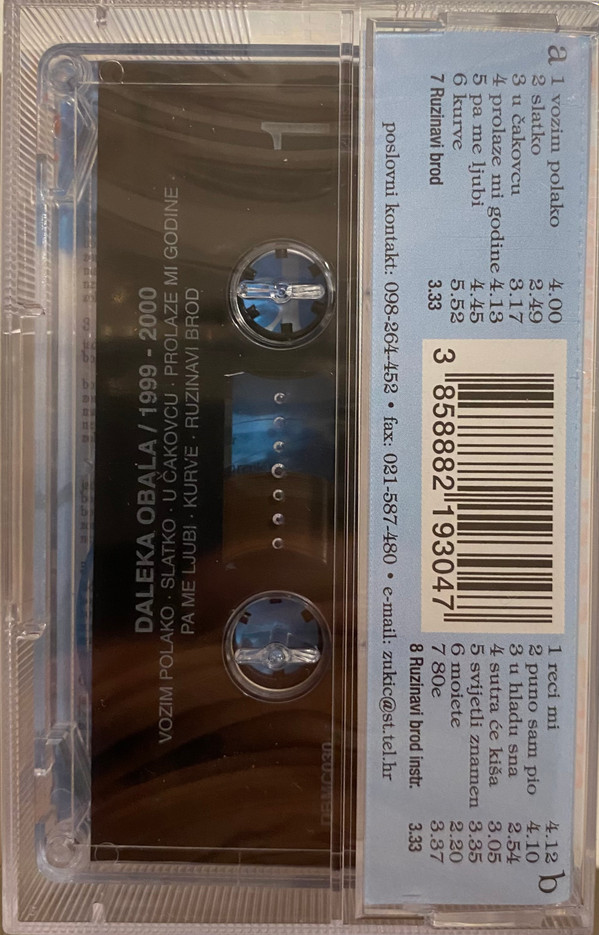 a
1 vozim polako 4.00
2 slatko 2.49
3 u čakovcu 3.17
4 prolaze mi godine 4.13
5 pa me ljubi 4.45
6 kurve 5.52
7 Ruzinavi brod 3.33
3 858882 193047
b
1 reci mi 4.12
2 puno sam pio 4.10
3 u hladu sna 2.54
4 sutra će kiša 3.05
5 svijetli znamen 3.35
6 moiete 2.20
7 80e 3.37
8 Ruzinavi brod instr. 3.33
poslovni kontakt: 098-264-452 • fax: 021-587-480 • e-mail: zukic@st.tel.hr
1
DALEKA OBALA / 1999 - 2000
VOZIM POLAKO · SLATKO · U ČAKOVCU · PROLAZE MI GODINE ·
PA ME LJUBI · KURVE · RUZINAVI BROD